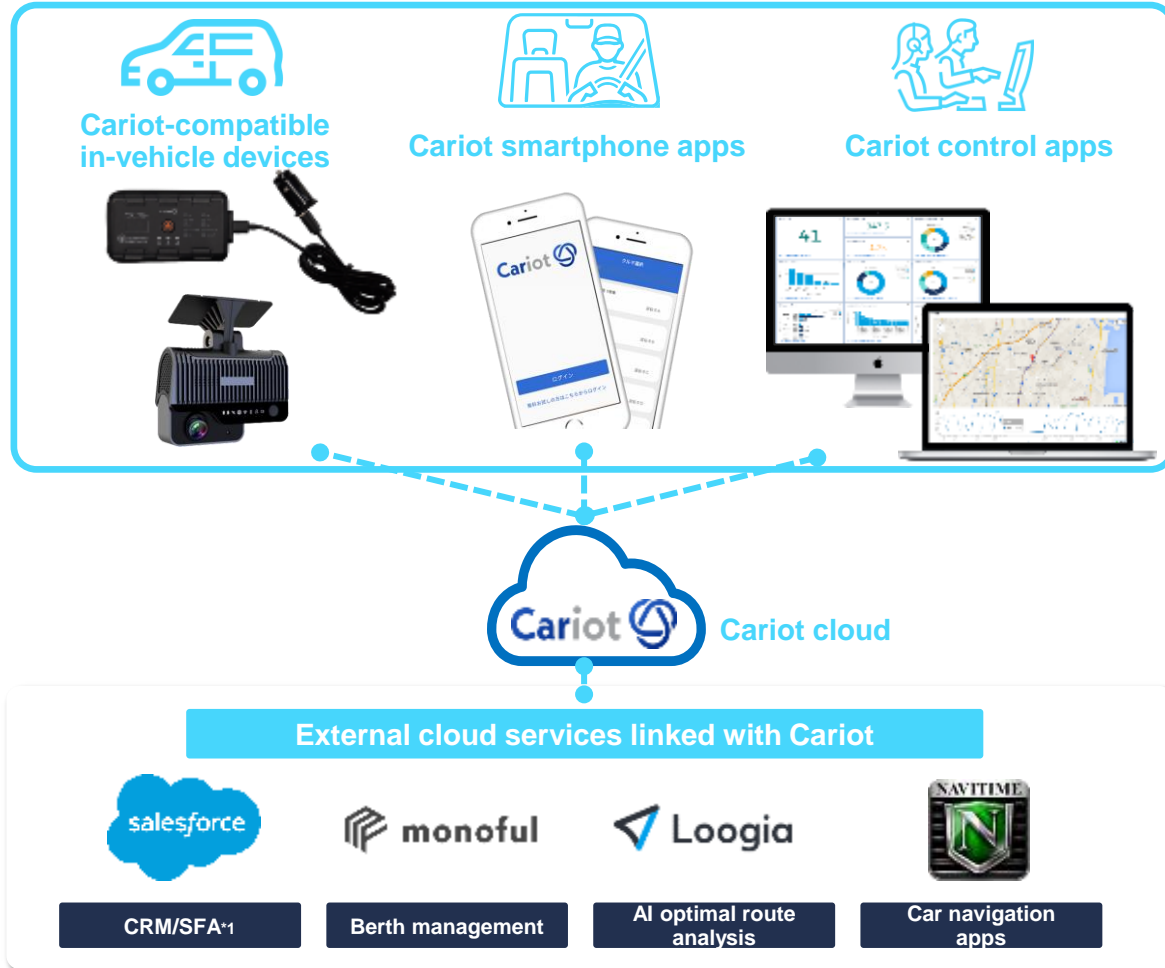 Cariot-compatible
in-vehicle devices
Cariot smartphone apps
Cariot control apps
Cariot
ログイン
41
Cariot
Cariot cloud
External cloud services linked with Cariot
salesforce
monoful
Loogia
NAVITIME
N
CRM/SFA*1
Berth management
AI optimal route
analysis
Car navigation
apps